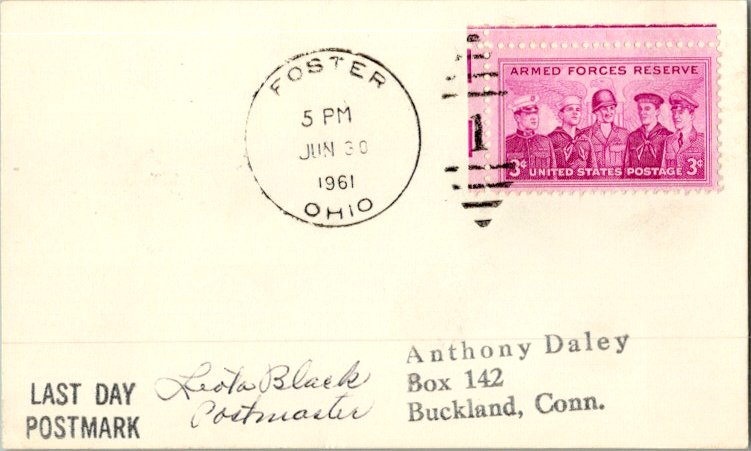 FOSTER
5 PM
JUN 30
1961
OHIO
1
ARMED FORCES RESERVE
3¢ UNITED STATES POSTAGE 3¢
LAST DAY
POSTMARK
Leota Black
Postmaster
Anthony Daley
Box 142
Buckland, Conn.